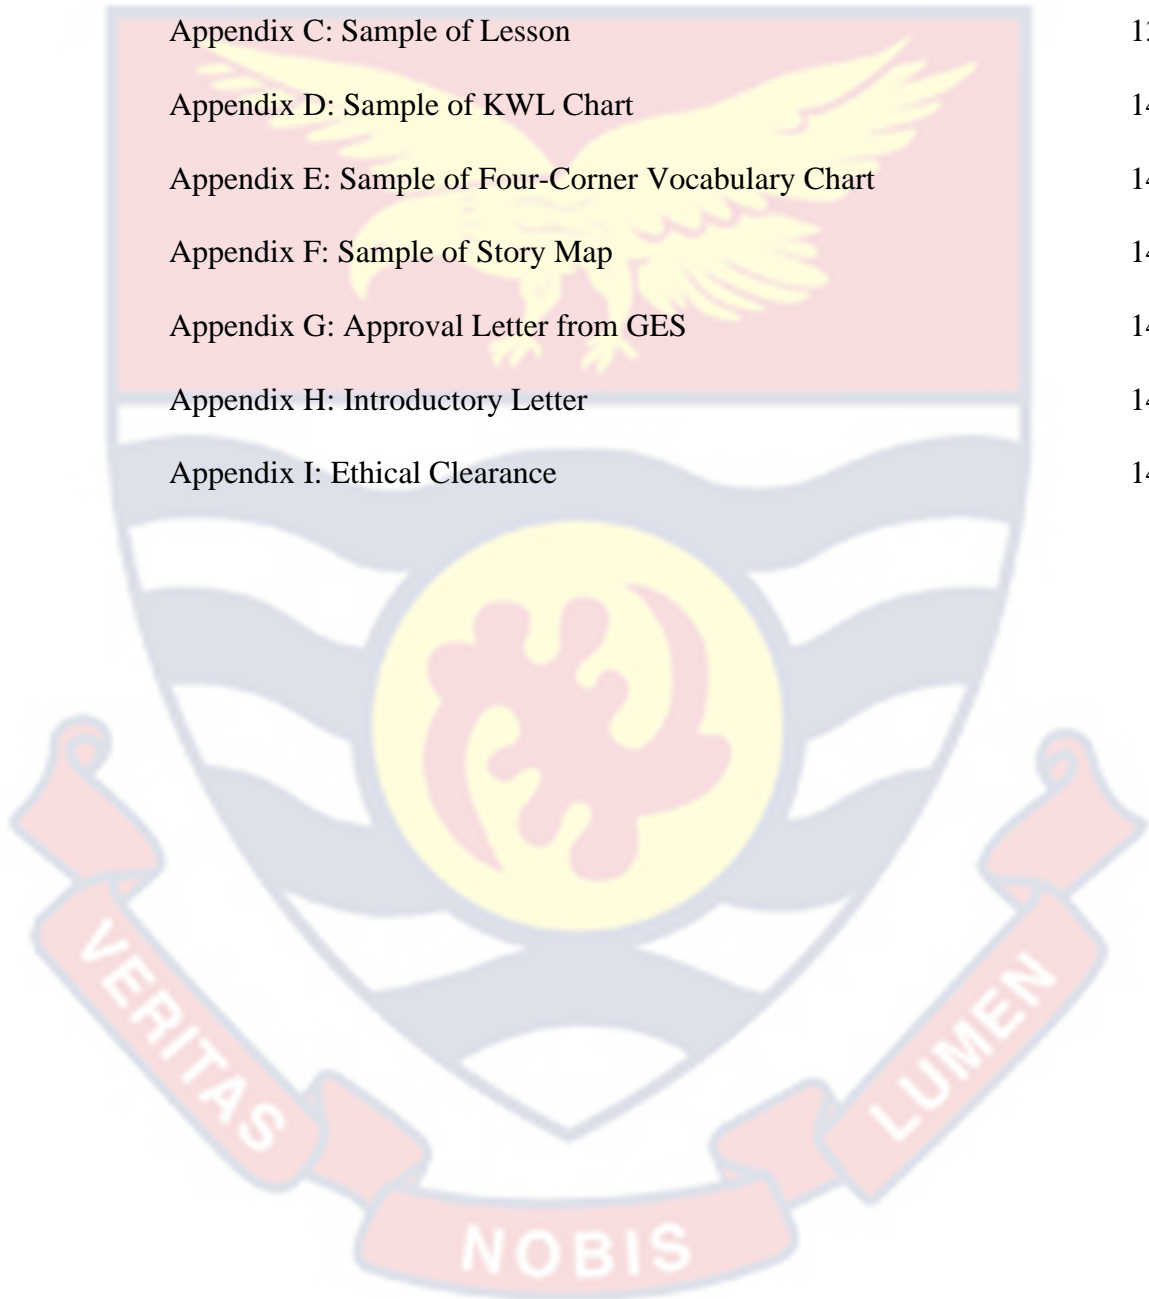 Appendix C: Sample of Lesson
Appendix D: Sample of KWL Chart
Appendix E: Sample of Four-Corner Vocabulary Chart
Appendix F: Sample of Story Map
Appendix G: Approval Letter from GES
Appendix H: Introductory Letter
Appendix I: Ethical Clearance
VERITAS
NOBIS
LUMEN